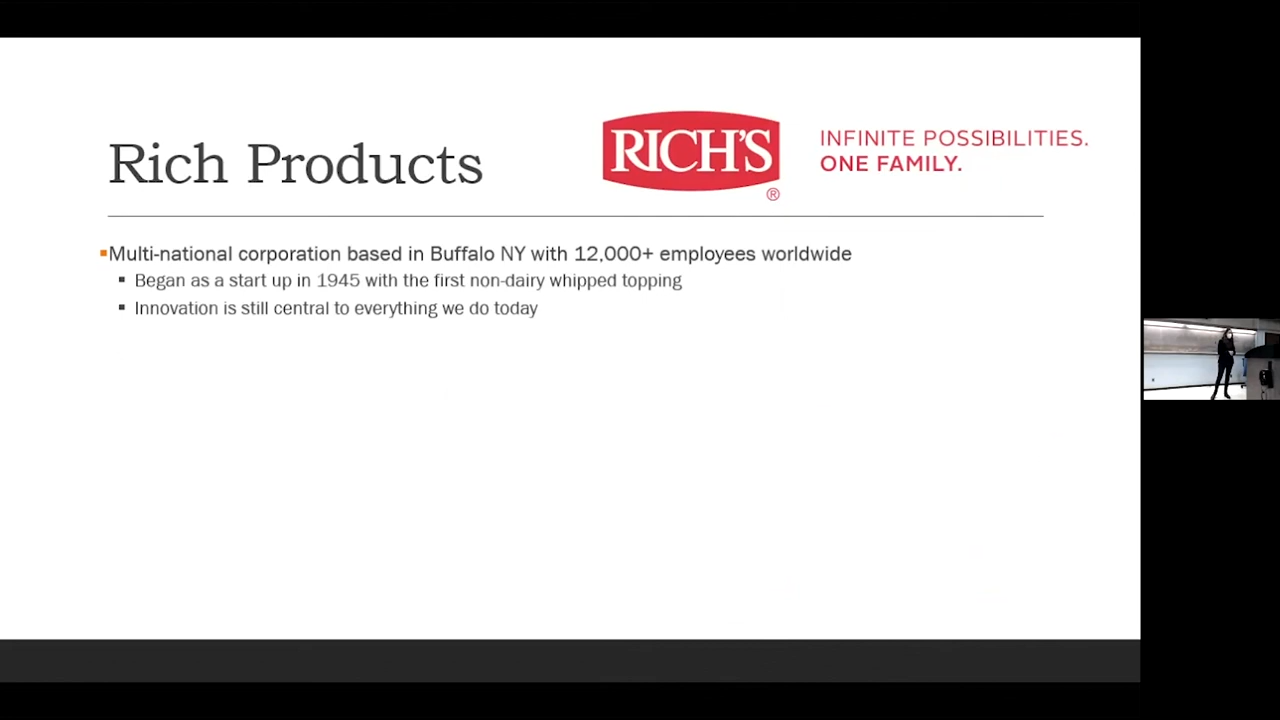 Rich Products
RICH'S
®
INFINITE POSSIBILITIES.
ONE FAMILY.
Multi-national corporation based in Buffalo NY with 12,000+ employees worldwide
Began as a start up in 1945 with the first non-dairy whipped topping
Innovation is still central to everything we do today